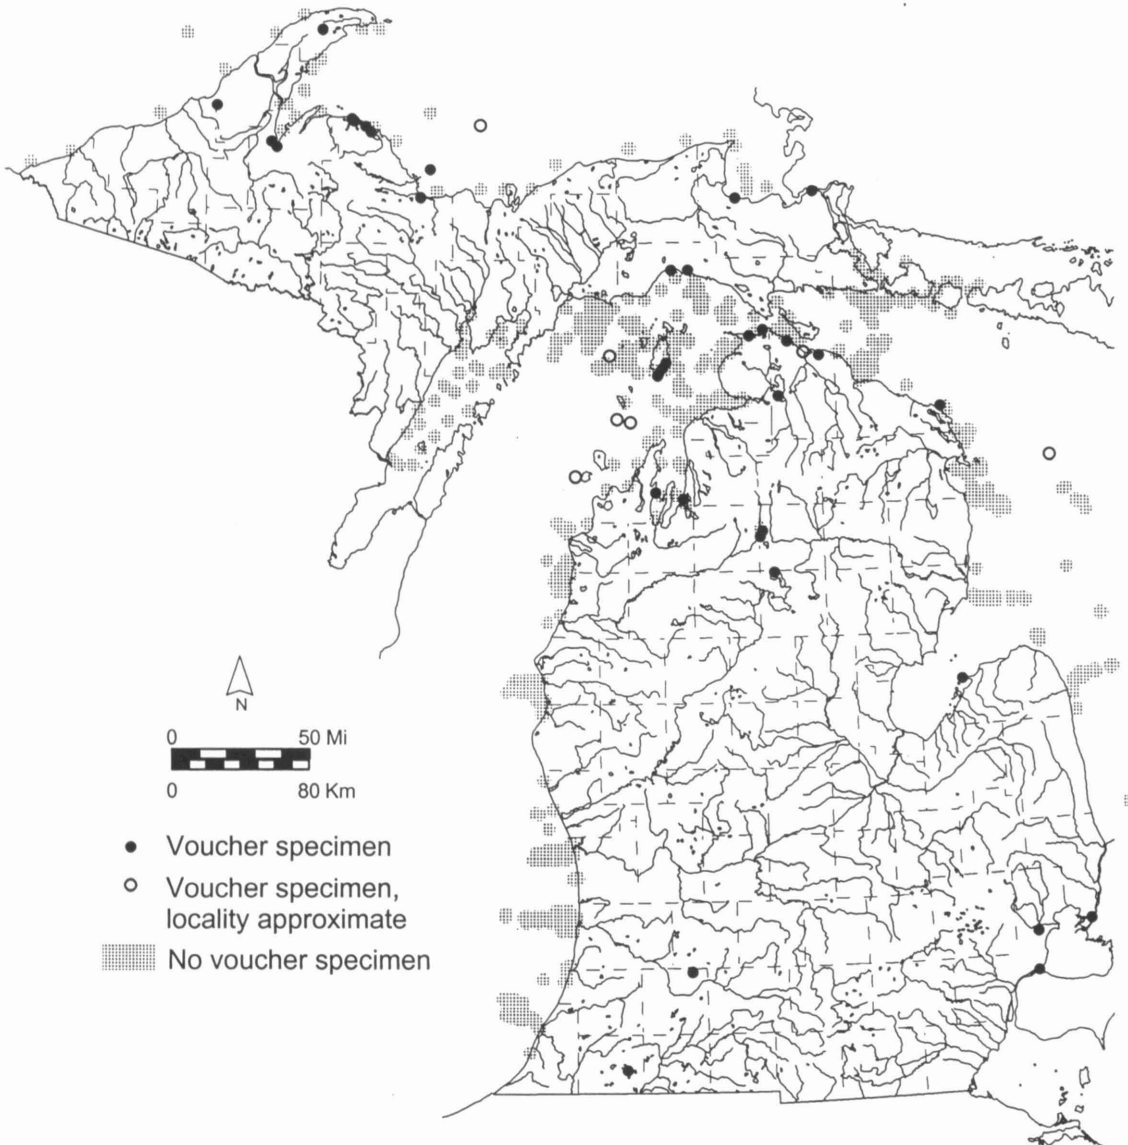 N
0 50 Mi
0 80 Km
Voucher specimen
Voucher specimen,
locality approximate
No voucher specimen